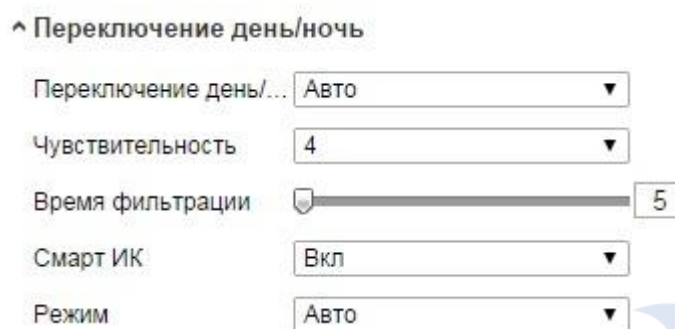 Переключение день/ночь
Переключение день/... Авто
Чувствительность 4
Время фильтрации 5
Смарт ИК Вкл
Режим Авто